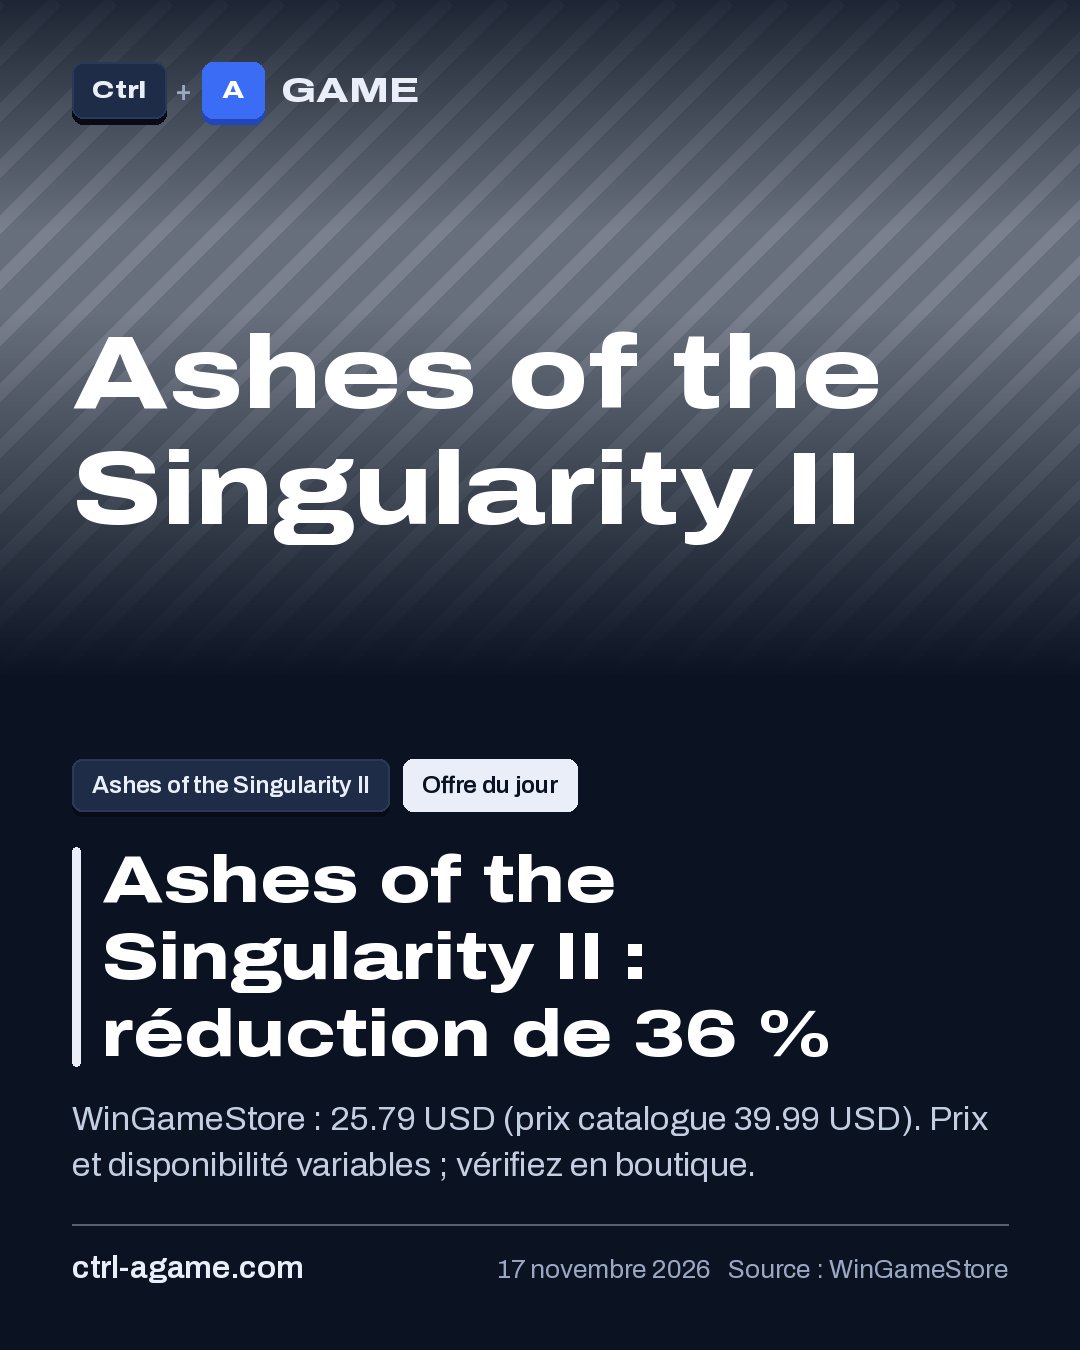 Ctrl + A GAME
Ashes of the
Singularity II
Ashes of the Singularity II
Offre du jour
Ashes of the
Singularity II :
réduction de 36 %
WinGameStore : 25.79 USD (prix catalogue 39.99 USD). Prix
et disponibilité variables ; vérifiez en boutique.
ctrl-agame.com
17 novembre 2026 Source : WinGameStore